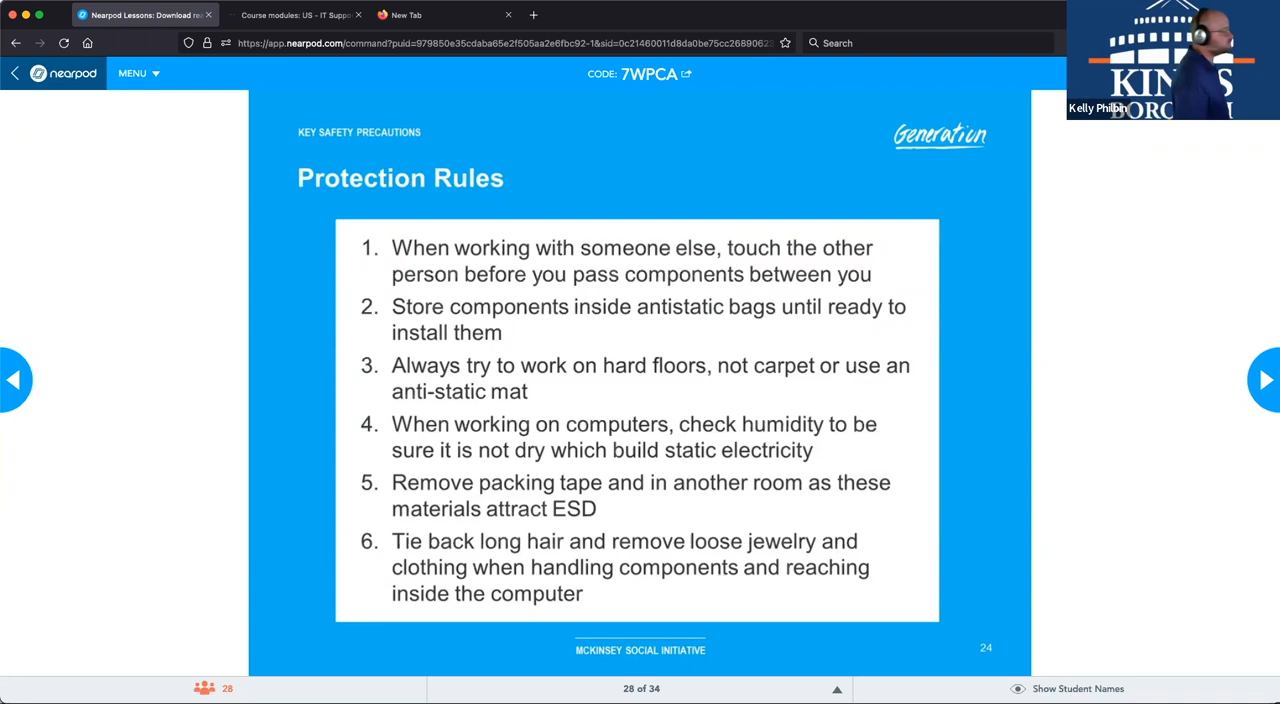 Nearpod Lessons: Download rea
Course modules: US - IT Suppo
New Tab
https://app.nearpod.com/command?puid=979850e35cdaba65e2f505aa2e6fbc92-1&sid=0c21460011d8da0be75cc2689062
Search
nearpod
MENU
CODE: 7WPCA
KIN S
BORO H
Kelly Philbin
KEY SAFETY PRECAUTIONS
Generation
Protection Rules
1. When working with someone else, touch the other
person before you pass components between you
2. Store components inside antistatic bags until ready to
install them
3. Always try to work on hard floors, not carpet or use an
anti-static mat
4. When working on computers, check humidity to be
sure it is not dry which build static electricity
5. Remove packing tape and in another room as these
materials attract ESD
6. Tie back long hair and remove loose jewelry and
clothing when handling components and reaching
inside the computer
MCKINSEY SOCIAL INITIATIVE
24
28
28 of 34
Show Student Names